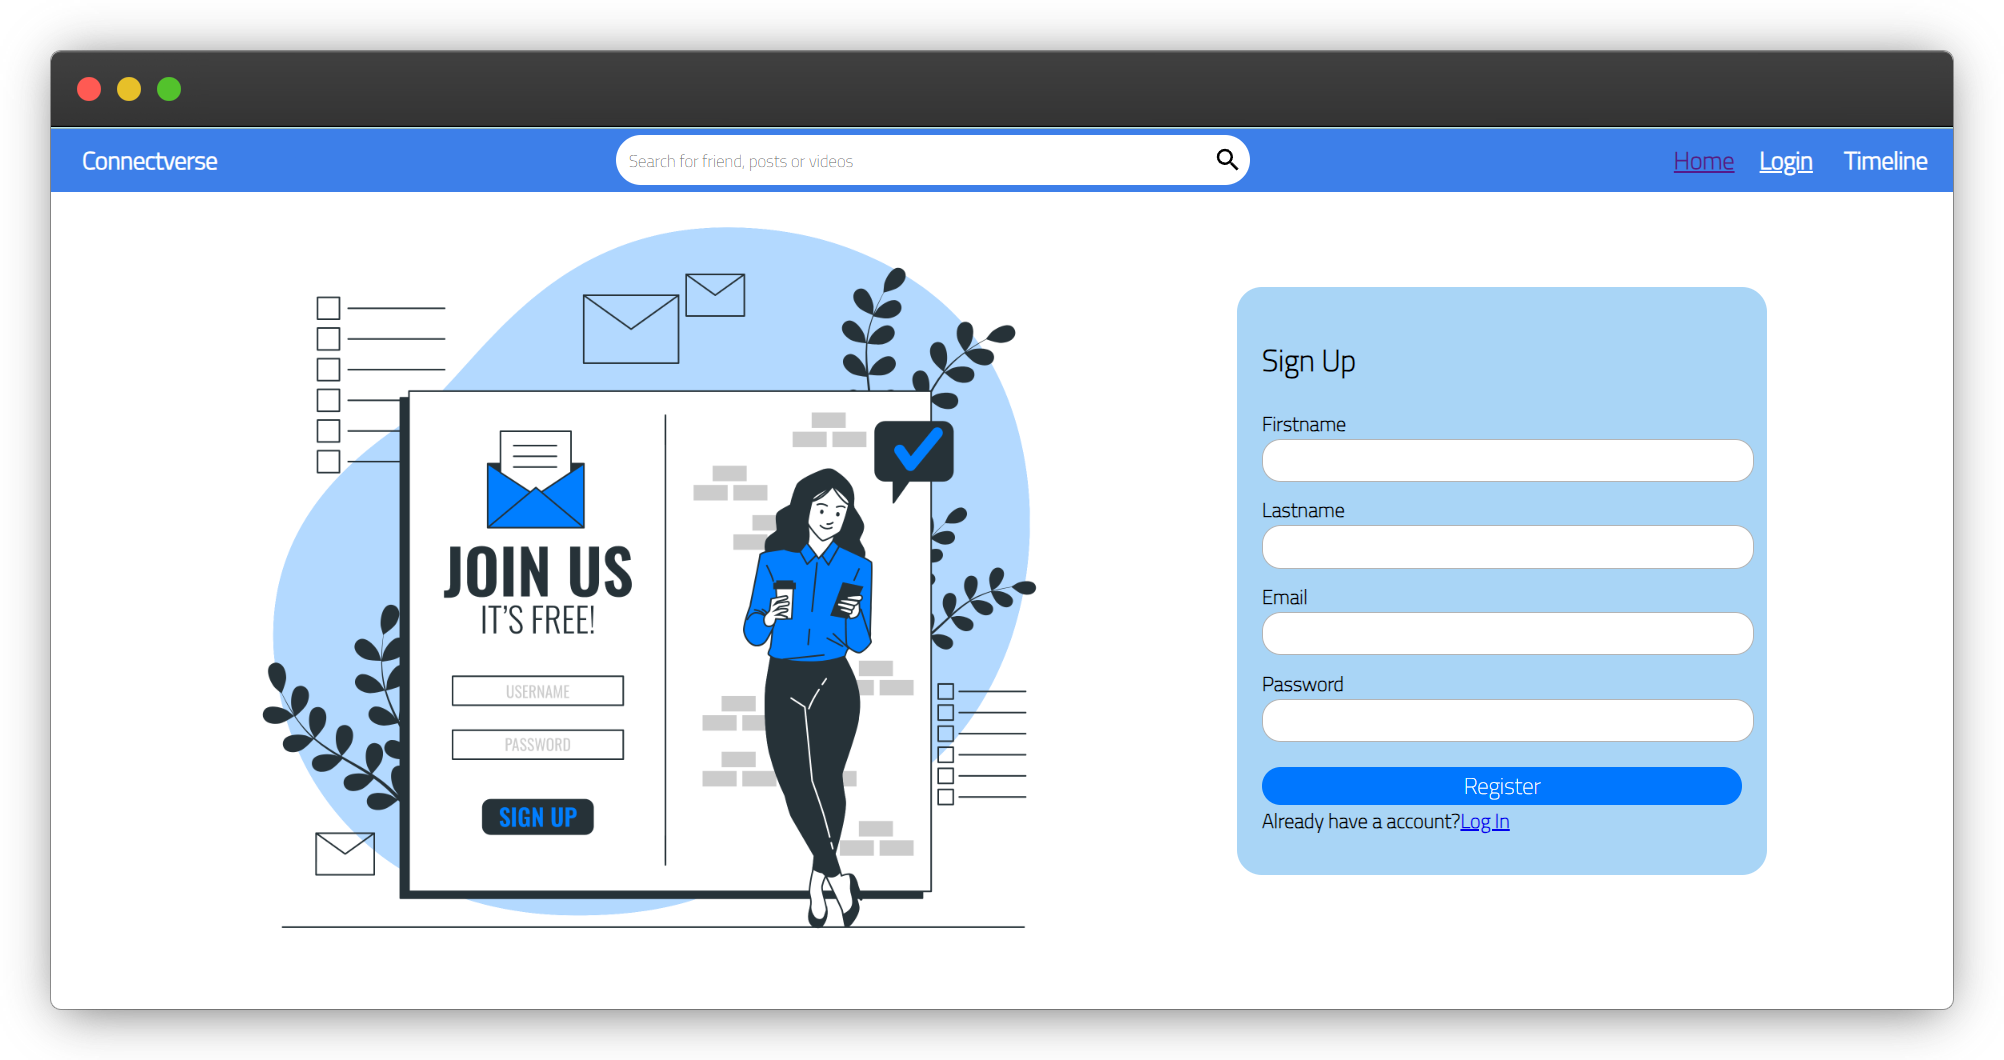 Connectverse
Search for friend, posts or videos
Home Login Timeline
JOIN US
IT'S FREE!
USERNAME
PASSWORD
SIGN UP
Sign Up
Firstname
Lastname
Email
Password
Register
Already have a account?Log In